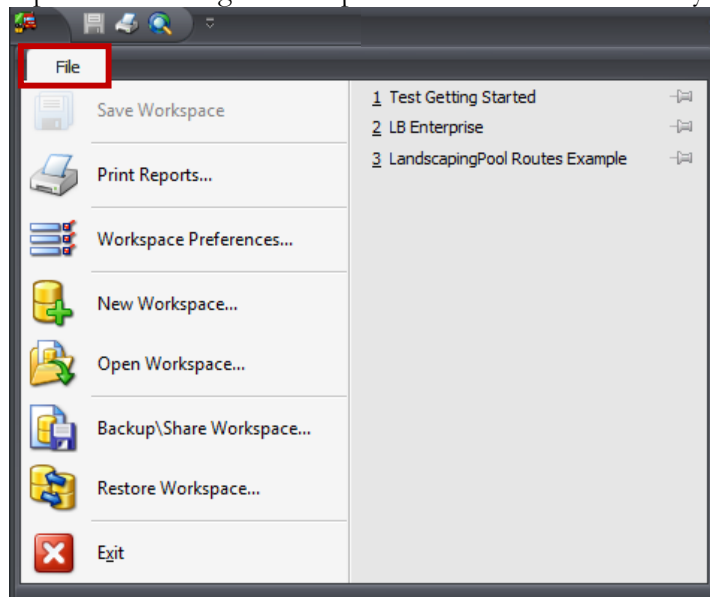 File
Save Workspace
Print Reports...
Workspace Preferences...
New Workspace...
Open Workspace...
Backup\Share Workspace...
Restore Workspace...
Exit
1 Test Getting Started
2 LB Enterprise
3 LandscapingPool Routes Example